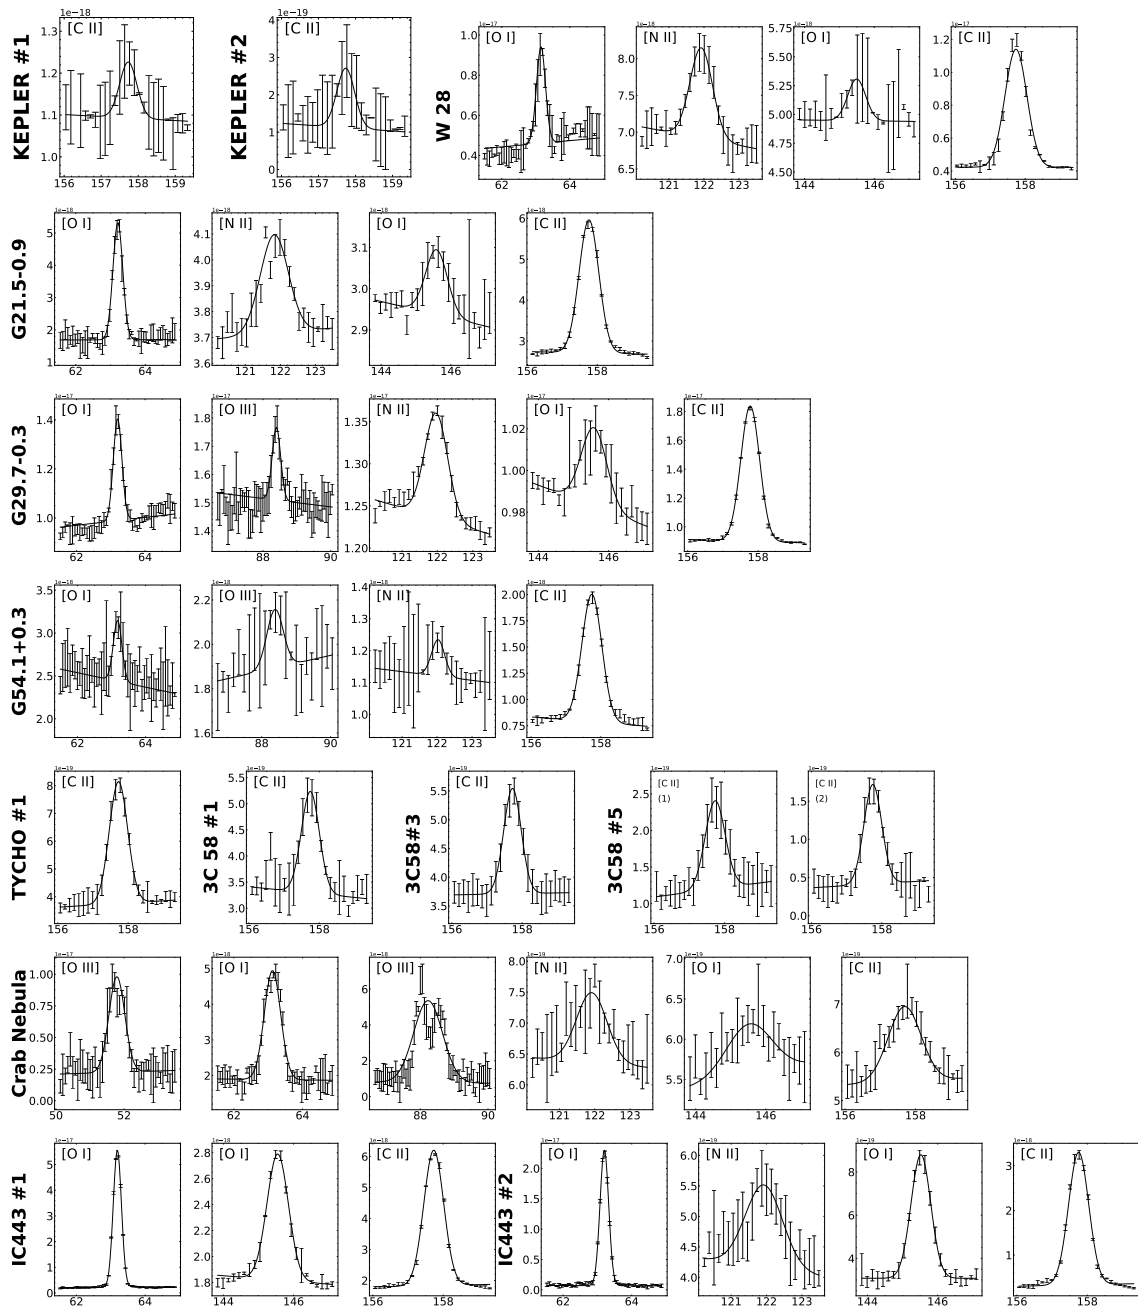 KEPLER #1
1e−18
[C II]
1.3
1.2
1.1
1.0
156 157 158 159
KEPLER #2
1e−19
[C II]
4
3
2
1
0
156 157 158 159
W 28
1e−17
[O I]
1.0
0.8
0.6
0.4
62 64
1e−18
[N II]
8.0
7.5
7.0
6.5
121 122 123
1e−18
[O I]
5.75
5.50
5.25
5.00
4.75
4.50
144 146
1e−17
[C II]
1.2
1.0
0.8
0.6
0.4
156 158
G21.5-0.9
1e−18
[O I]
5
4
3
2
1
62 64
1e−18
[N II]
4.1
4.0
3.9
3.8
3.7
3.6
121 122 123
1e−18
[O I]
3.1
3.0
2.9
144 146
1e−18
[C II]
6
5
4
3
156 158
G29.7-0.3
1e−17
[O I]
1.4
1.2
1.0
62 64
1e−17
[O III]
1.8
1.7
1.6
1.5
1.4
88 90
1e−17
[N II]
1.35
1.30
1.25
1.20
121 122 123
1e−17
[O I]
1.02
1.00
0.98
144 146
1e−17
[C II]
1.8
1.6
1.4
1.2
1.0
156 158
G54.1+0.3
1e−18
[O I]
3.5
3.0
2.5
2.0
62 64
1e−18
[O III]
2.2
2.0
1.8
1.6
88 90
1e−18
[N II]
1.4
1.3
1.2
1.1
1.0
121 122 123
1e−18
[C II]
2.00
1.75
1.50
1.25
1.00
0.75
156 158
TYCHO #1
1e−19
[C II]
8
7
6
5
4
156 158
3C 58 #1
1e−19
[C II]
5.5
5.0
4.5
4.0
3.5
3.0
156 158
3C58#3
1e−19
[C II]
5.5
5.0
4.5
4.0
3.5
156 158
3C58 #5
1e−19
[C II]
(1)
2.5
2.0
1.5
1.0
156 158
1e−19
[C II]
(2)
1.5
1.0
0.5
0.0
156 158
Crab Nebula
1e−17
[O III]
1.00
0.75
0.50
0.25
0.00
50 52
1e−18
[O I]
5
4
3
2
62 64
1e−18
[O III]
6
4
2
0
88 90
1e−19
[N II]
8.0
7.5
7.0
6.5
6.0
121 122 123
1e−19
[O I]
7.0
6.5
6.0
5.5
144 146
1e−19
[C II]
8
7
6
5
156 158
IC443 #1
1e−17
[O I]
5
4
3
2
1
0
62 64
1e−18
[O I]
2.8
2.6
2.4
2.2
2.0
1.8
144 146
1e−18
[C II]
6
5
4
3
2
156 158
IC443 #2
1e−17
[O I]
2.0
1.5
1.0
0.5
0.0
62 64
1e−19
[N II]
6.0
5.5
5.0
4.5
4.0
121 122 123
1e−19
[O I]
8
6
4
144 146
1e−18
[C II]
3
2
1
156 158